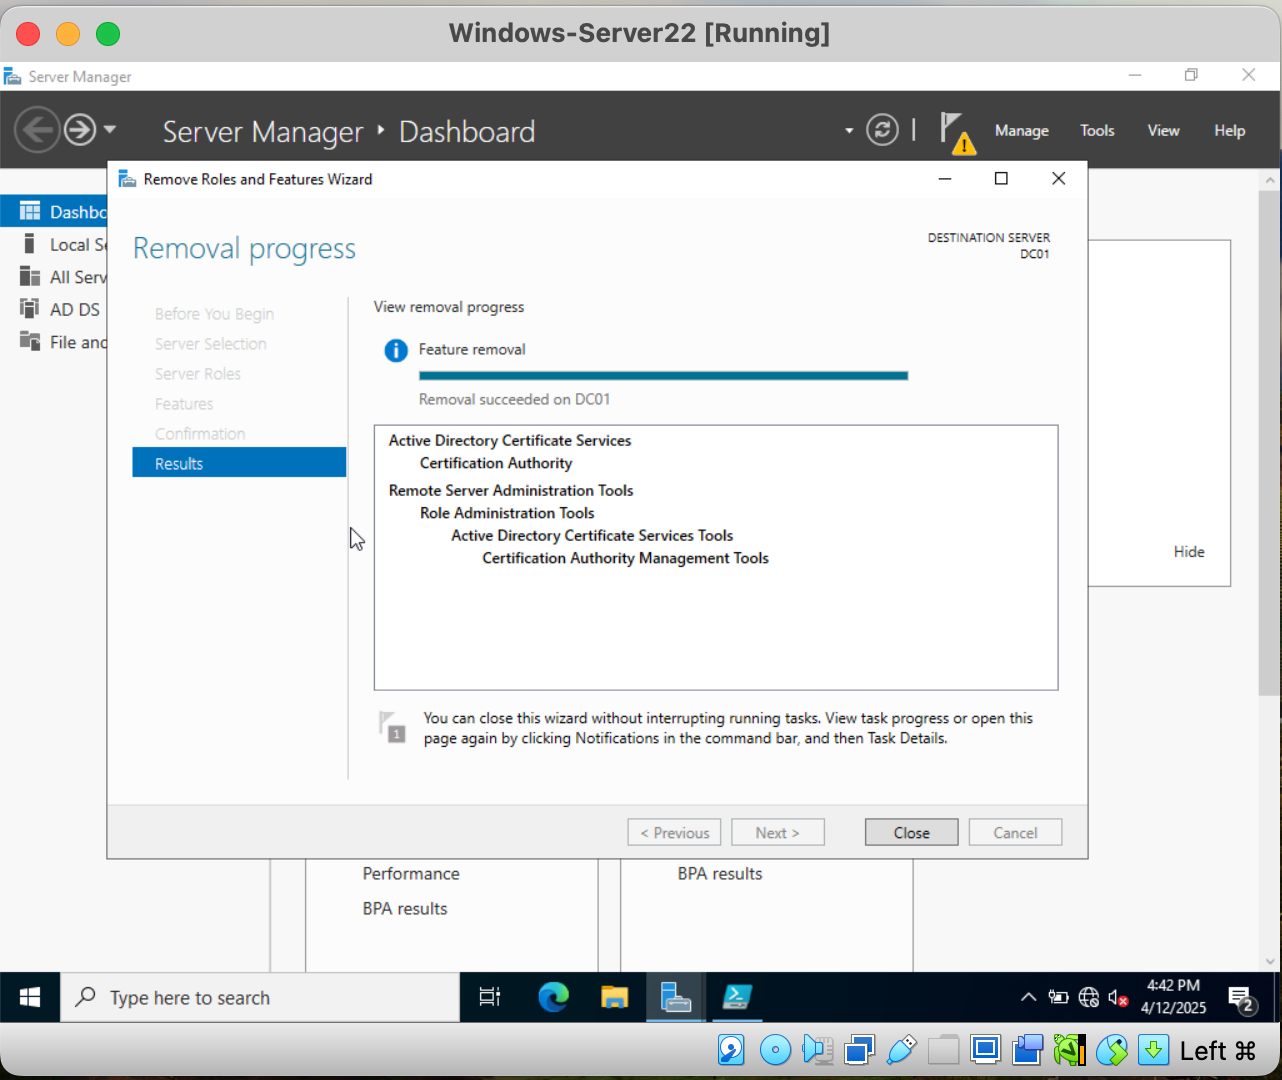 Windows-Server22 [Running]
Server Manager
Server Manager Dashboard
Manage Tools View Help
Remove Roles and Features Wizard
Dashbo
Local Se
All Serv
AD DS
File and
Removal progress
DESTINATION SERVER
DC01
Before You Begin
Server Selection
Server Roles
Features
Confirmation
Results
View removal progress
Feature removal
Removal succeeded on DC01
Active Directory Certificate Services
Certification Authority
Remote Server Administration Tools
Role Administration Tools
Active Directory Certificate Services Tools
Certification Authority Management Tools
Hide
1
You can close this wizard without interrupting running tasks. View task progress or open this
page again by clicking Notifications in the command bar, and then Task Details.
< Previous
Next >
Close
Cancel
Performance
BPA results
BPA results
Type here to search
4:42 PM
4/12/2025
2
Left ⌘